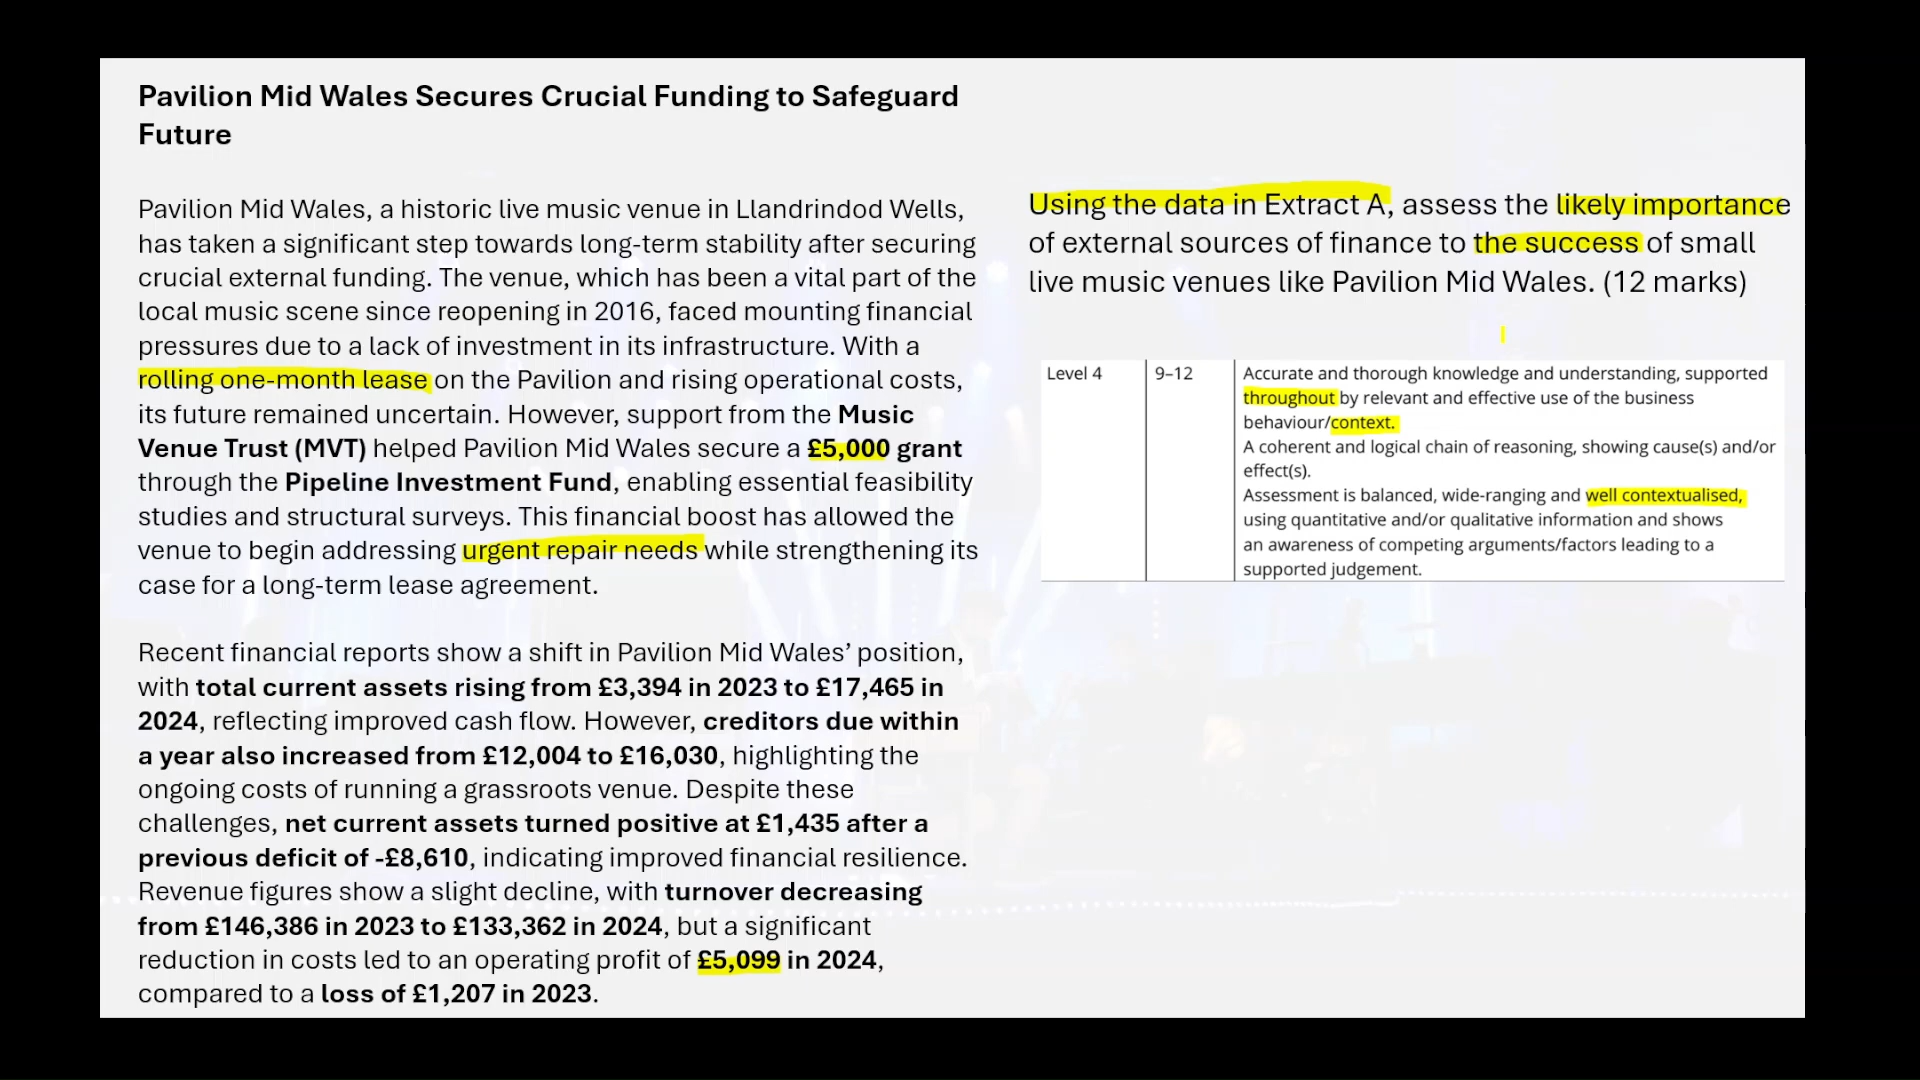 Pavilion Mid Wales Secures Crucial Funding to Safeguard
Future
Pavilion Mid Wales, a historic live music venue in Llandrindod Wells,
has taken a significant step towards long-term stability after securing
crucial external funding. The venue, which has been a vital part of the
local music scene since reopening in 2016, faced mounting financial
pressures due to a lack of investment in its infrastructure. With a
rolling one-month lease on the Pavilion and rising operational costs,
its future remained uncertain. However, support from the Music
Venue Trust (MVT) helped Pavilion Mid Wales secure a £5,000 grant
through the Pipeline Investment Fund, enabling essential feasibility
studies and structural surveys. This financial boost has allowed the
venue to begin addressing urgent repair needs while strengthening its
case for a long-term lease agreement.
Recent financial reports show a shift in Pavilion Mid Wales’ position,
with total current assets rising from £3,394 in 2023 to £17,465 in
2024, reflecting improved cash flow. However, creditors due within
a year also increased from £12,004 to £16,030, highlighting the
ongoing costs of running a grassroots venue. Despite these
challenges, net current assets turned positive at £1,435 after a
previous deficit of -£8,610, indicating improved financial resilience.
Revenue figures show a slight decline, with turnover decreasing
from £146,386 in 2023 to £133,362 in 2024, but a significant
reduction in costs led to an operating profit of £5,099 in 2024,
compared to a loss of £1,207 in 2023.
Using the data in Extract A, assess the likely importance
of external sources of finance to the success of small
live music venues like Pavilion Mid Wales. (12 marks)
Level 4 9–12 Accurate and thorough knowledge and understanding, supported
throughout by relevant and effective use of the business
behaviour/context.
A coherent and logical chain of reasoning, showing cause(s) and/or
effect(s).
Assessment is balanced, wide-ranging and well contextualised,
using quantitative and/or qualitative information and shows
an awareness of competing arguments/factors leading to a
supported judgement.